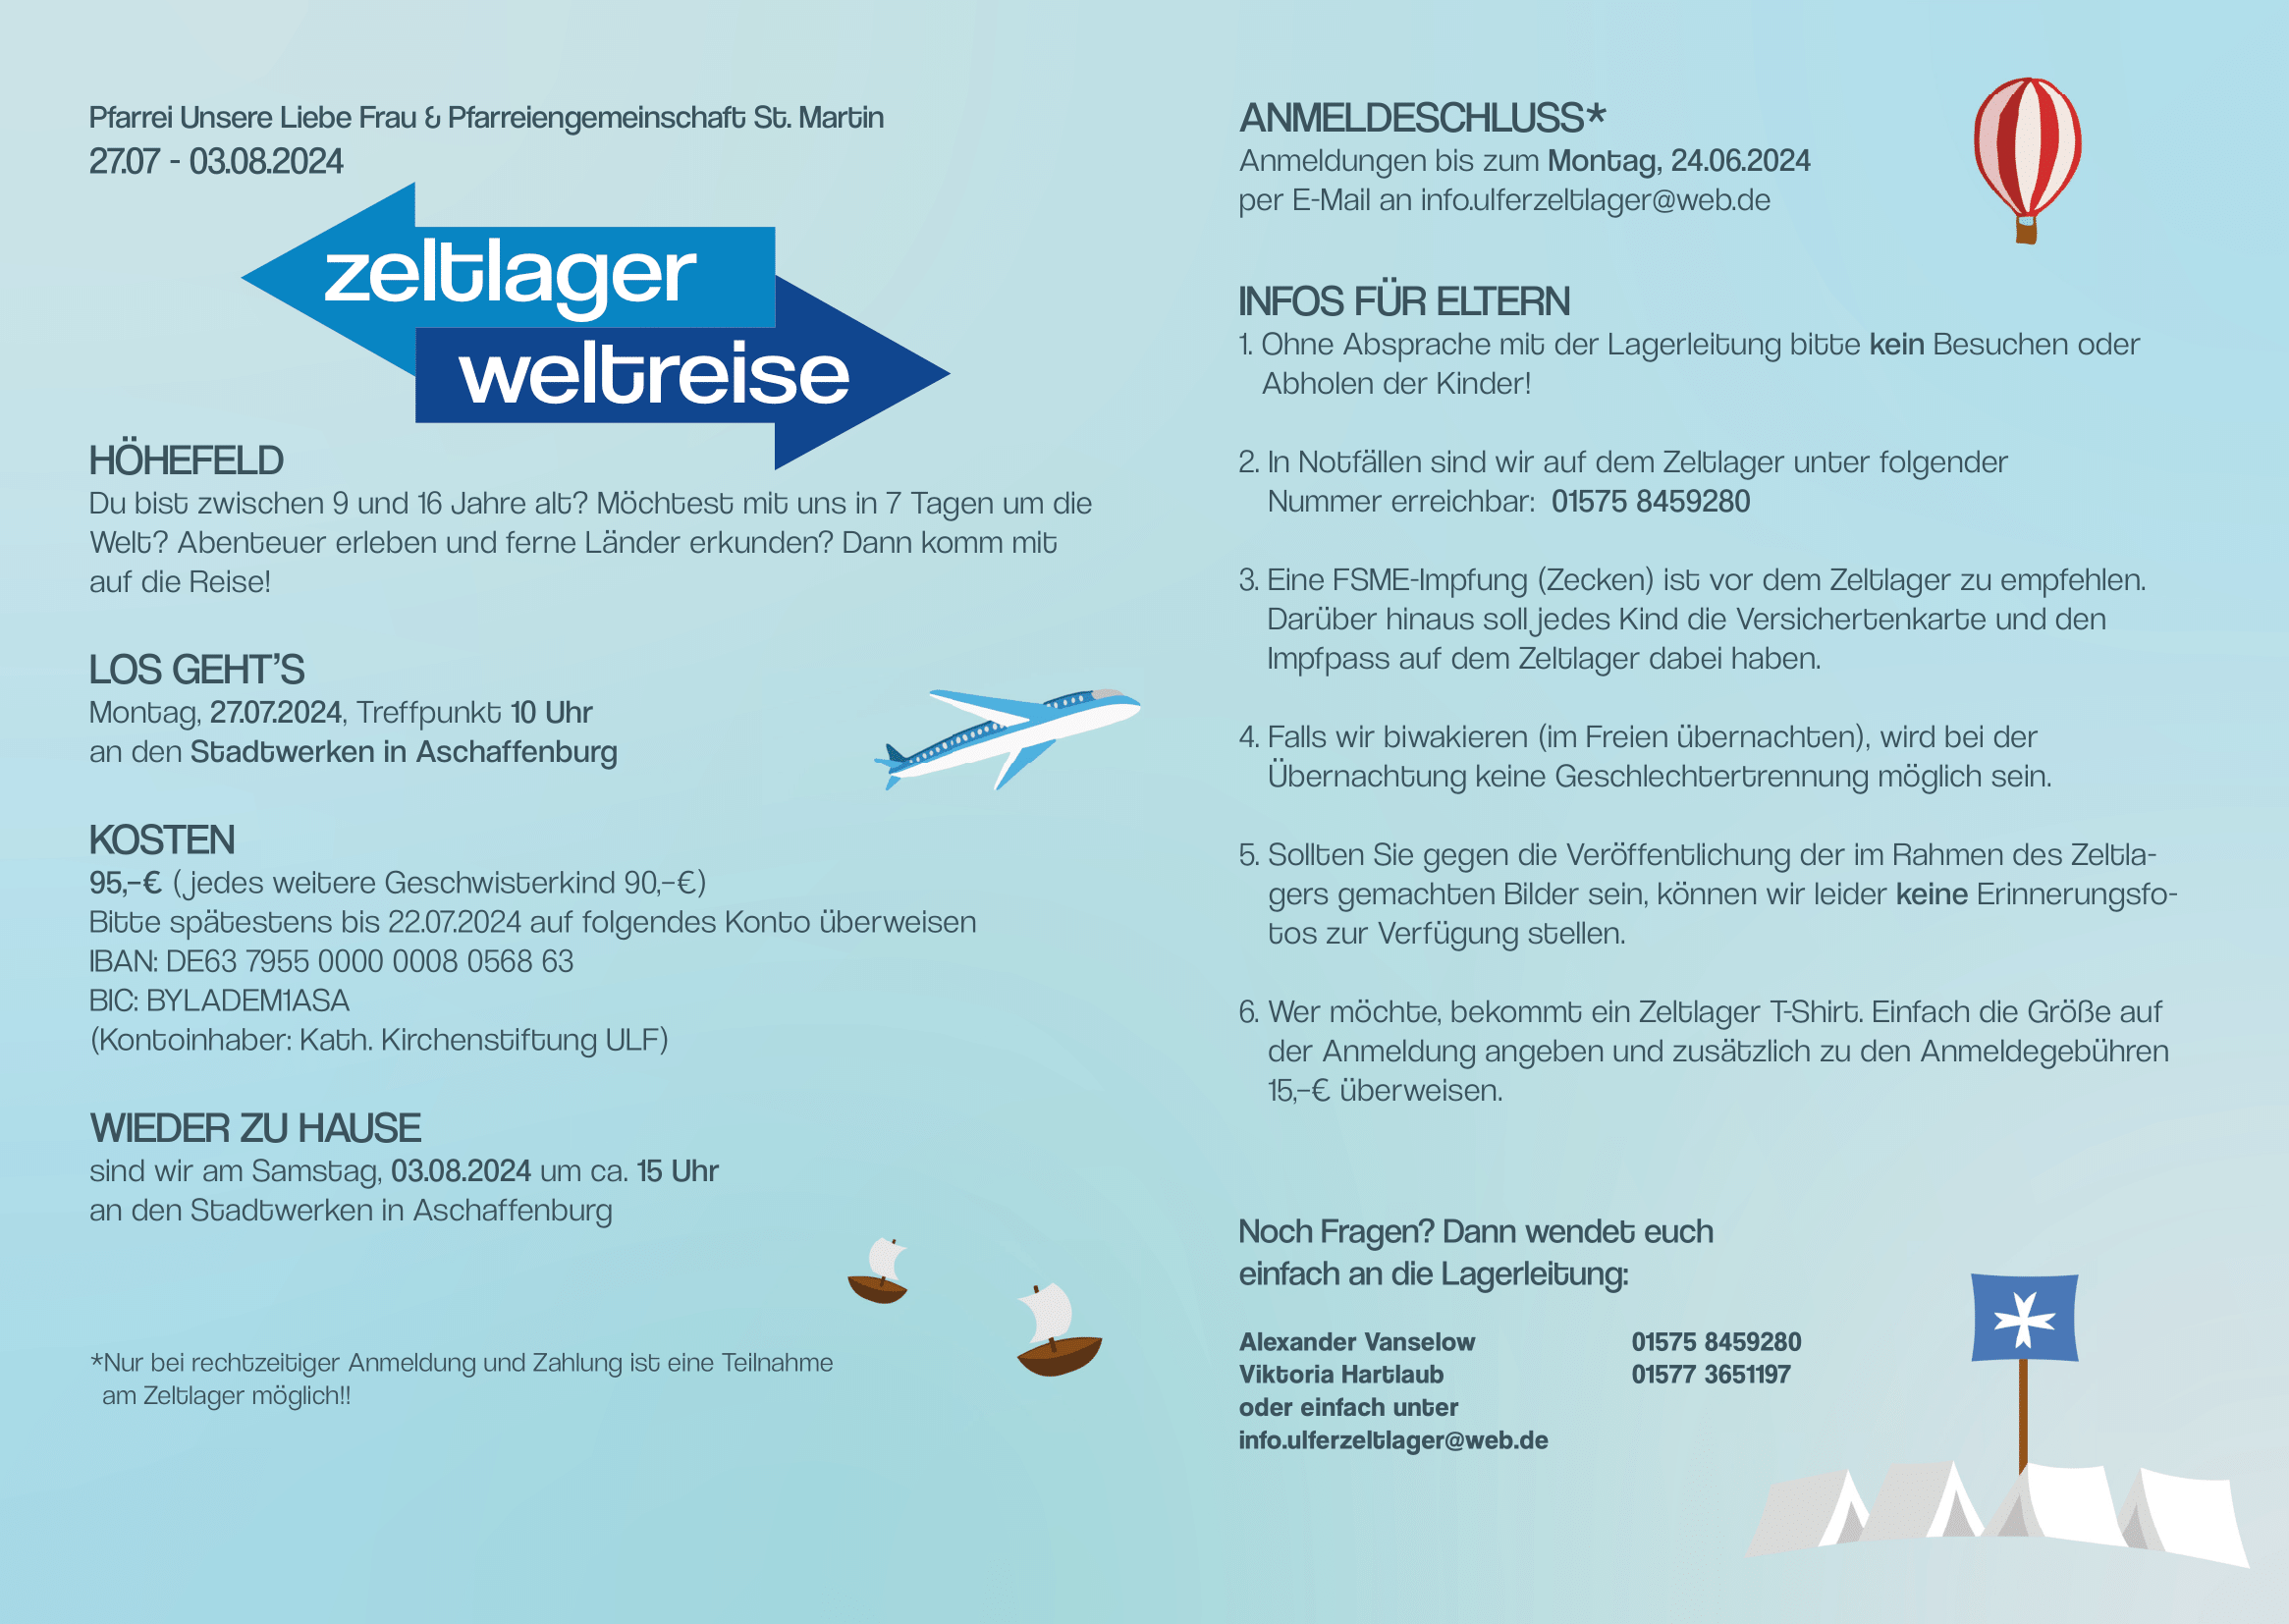 Pfarrei Unsere Liebe Frau & Pfarreiengemeinschaft St. Martin
27.07 - 03.08.2024
zeltlager
weltreise
HÖHEFELD
Du bist zwischen 9 und 16 Jahre alt? Möchtest mit uns in 7 Tagen um die
Welt? Abenteuer erleben und ferne Länder erkunden? Dann komm mit
auf die Reise!
LOS GEHT'S
Montag, 27.07.2024, Treffpunkt 10 Uhr
an den Stadtwerken in Aschaffenburg
KOSTEN
95,-€ (jedes weitere Geschwisterkind 90,-€)
Bitte spätestens bis 22.07.2024 auf folgendes Konto überweisen
IBAN: DE63 7955 0000 0008 0568 63
BIC: BYLADEM1ASA
(Kontoinhaber: Kath. Kirchenstiftung ULF)
WIEDER ZU HAUSE
sind wir am Samstag, 03.08.2024 um ca. 15 Uhr
an den Stadtwerken in Aschaffenburg
*Nur bei rechtzeitiger Anmeldung und Zahlung ist eine Teilnahme
am Zeltlager möglich!!
ANMELDESCHLUSS*
Anmeldungen bis zum Montag, 24.06.2024
per E-Mail an info.ulferzeltlager@web.de
INFOS FÜR ELTERN
1. Ohne Absprache mit der Lagerleitung bitte kein Besuchen oder
Abholen der Kinder!
2. In Notfällen sind wir auf dem Zeltlager unter folgender
Nummer erreichbar: 01575 8459280
3. Eine FSME-Impfung (Zecken) ist vor dem Zeltlager zu empfehlen.
Darüber hinaus soll jedes Kind die Versichertenkarte und den
Impfpass auf dem Zeltlager dabei haben.
4. Falls wir biwakieren (im Freien übernachten), wird bei der
Übernachtung keine Geschlechtertrennung möglich sein.
5. Sollten Sie gegen die Veröffentlichung der im Rahmen des Zeltla-
gers gemachten Bilder sein, können wir leider keine Erinnerungsfo-
tos zur Verfügung stellen.
6. Wer möchte, bekommt ein Zeltlager T-Shirt. Einfach die Größe auf
der Anmeldung angeben und zusätzlich zu den Anmeldegebühren
15,-€ überweisen.
Noch Fragen? Dann wendet euch
einfach an die Lagerleitung:
Alexander Vanselow 01575 8459280
Viktoria Hartlaub 01577 3651197
oder einfach unter
info.ulferzeltlager@web.de